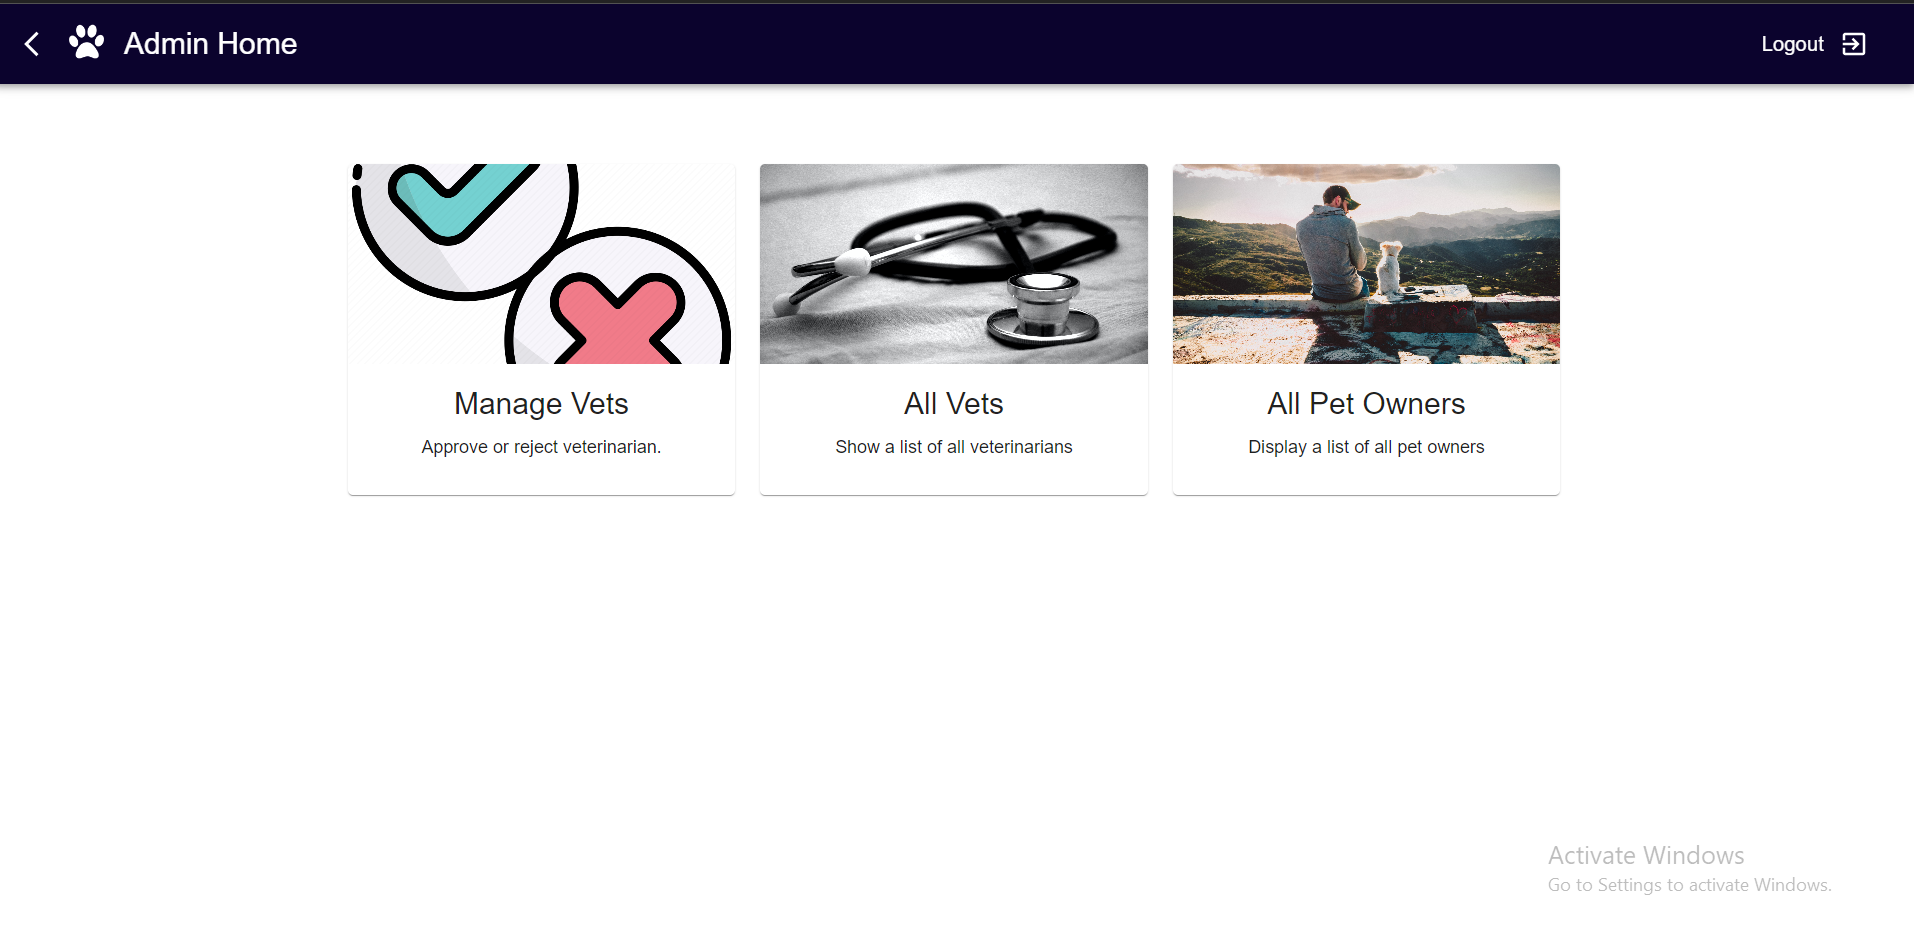 Admin Home
Logout
Manage Vets
Approve or reject veterinarian.
All Vets
Show a list of all veterinarians
All Pet Owners
Display a list of all pet owners
Activate Windows
Go to Settings to activate Windows.